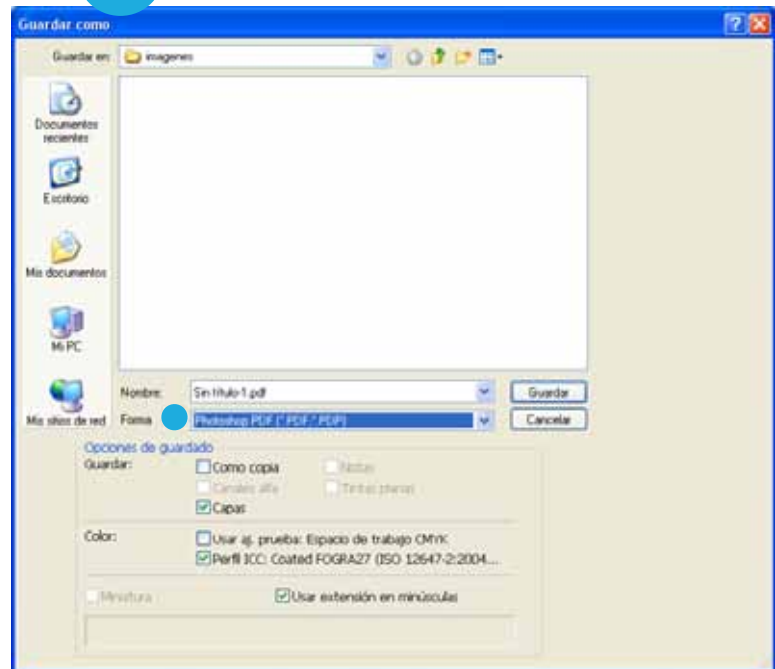 Guardar como
Guardar en: imagenes
Documentos
recientes
Escritorio
Mis documentos
Mi PC
Mis sitios de red
Nombre: Sin título-1.pdf Guardar
Forma Photoshop PDF (*.PDF;*.PDP) Cancelar
Opciones de guardado
Guardar: Como copia Notas
Canales alfa Tintas planas
Capas
Color: Usar aj. prueba: Espacio de trabajo CMYK
Perfil ICC: Coated FOGRA27 (ISO 12647-2:2004...
Miniatura Usar extensión en minúsculas